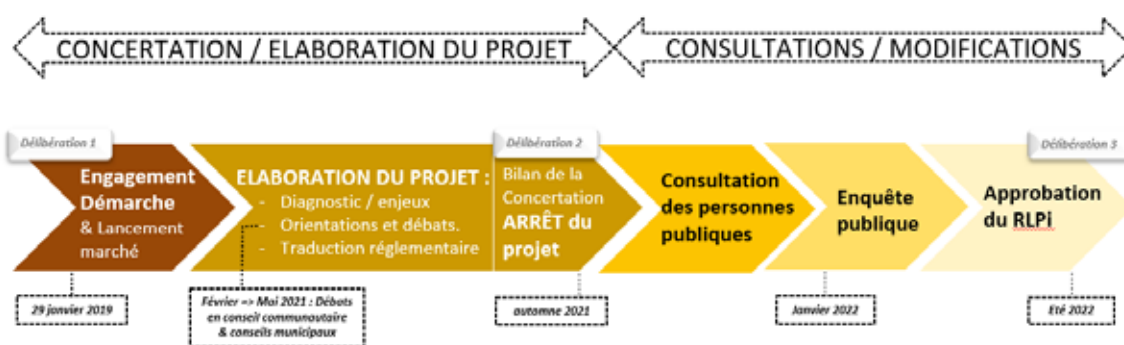 CONCERTATION / ELABORATION DU PROJET
CONSULTATIONS / MODIFICATIONS
Délibération 1
Engagement
Démarche
& Lancement
marché
ELABORATION DU PROJET :
- Diagnostic / enjeux
- Orientations et débats.
- Traduction réglementaire
Délibération 2
Bilan de la
Concertation
ARRÊT du
projet
Consultation
des personnes
publiques
Enquête
publique
Délibération 3
Approbation
du RLPi
29 janvier 2019
Février => Mai 2021 : Débats
en conseil communautaire
& conseils municipaux
automne 2021
Janvier 2022
Eté 2022